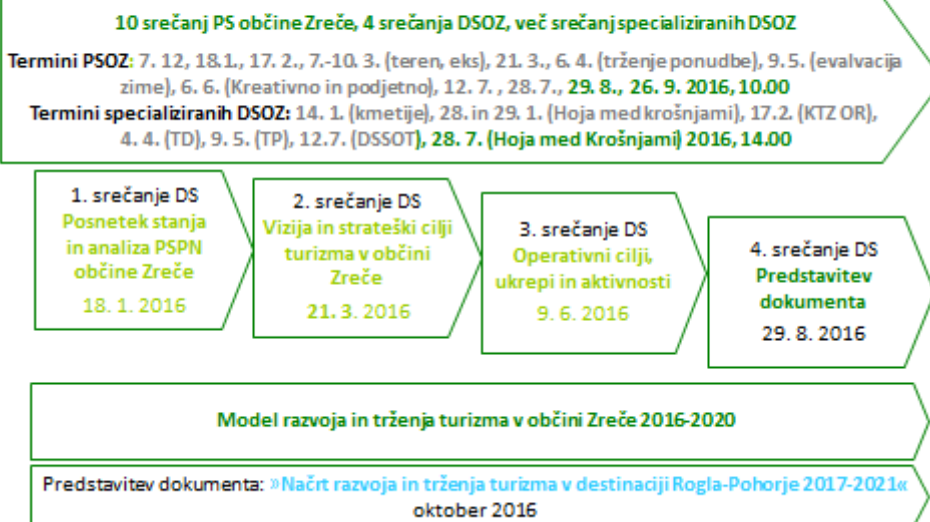 10 srečanj PS občine Zreče, 4 srečanja DSOZ, več srečanj specializiranih DSOZ
Termini PSOZ: 7. 12, 18.1., 17. 2., 7.-10. 3. (teren, eks), 21. 3., 6. 4. (trženje ponudbe), 9. 5. (evalvacija
zime), 6. 6. (Kreativno in podjetno), 12. 7. , 28. 7., 29. 8., 26. 9. 2016, 10.00
Termini specializiranih DSOZ: 14. 1. (kmetije), 28. in 29. 1. (Hoja med krošnjami), 17.2. (KTZ OR),
4. 4. (TD), 9. 5. (TP), 12.7. (DSSOT), 28. 7. (Hoja med Krošnjami) 2016, 14.00
1. srečanje DS
Posnetek stanja
in analiza PSPN
občine Zreče
18. 1. 2016
2. srečanje DS
Vizija in strateški cilji
turizma v občini
Zreče
21. 3. 2016
3. srečanje DS
Operativni cilji,
ukrepi in aktivnosti
9. 6. 2016
4. srečanje DS
Predstavitev
dokumenta
29. 8. 2016
Model razvoja in trženja turizma v občini Zreče 2016-2020
Predstavitev dokumenta: »Načrt razvoja in trženja turizma v destinaciji Rogla-Pohorje 2017-2021«
oktober 2016